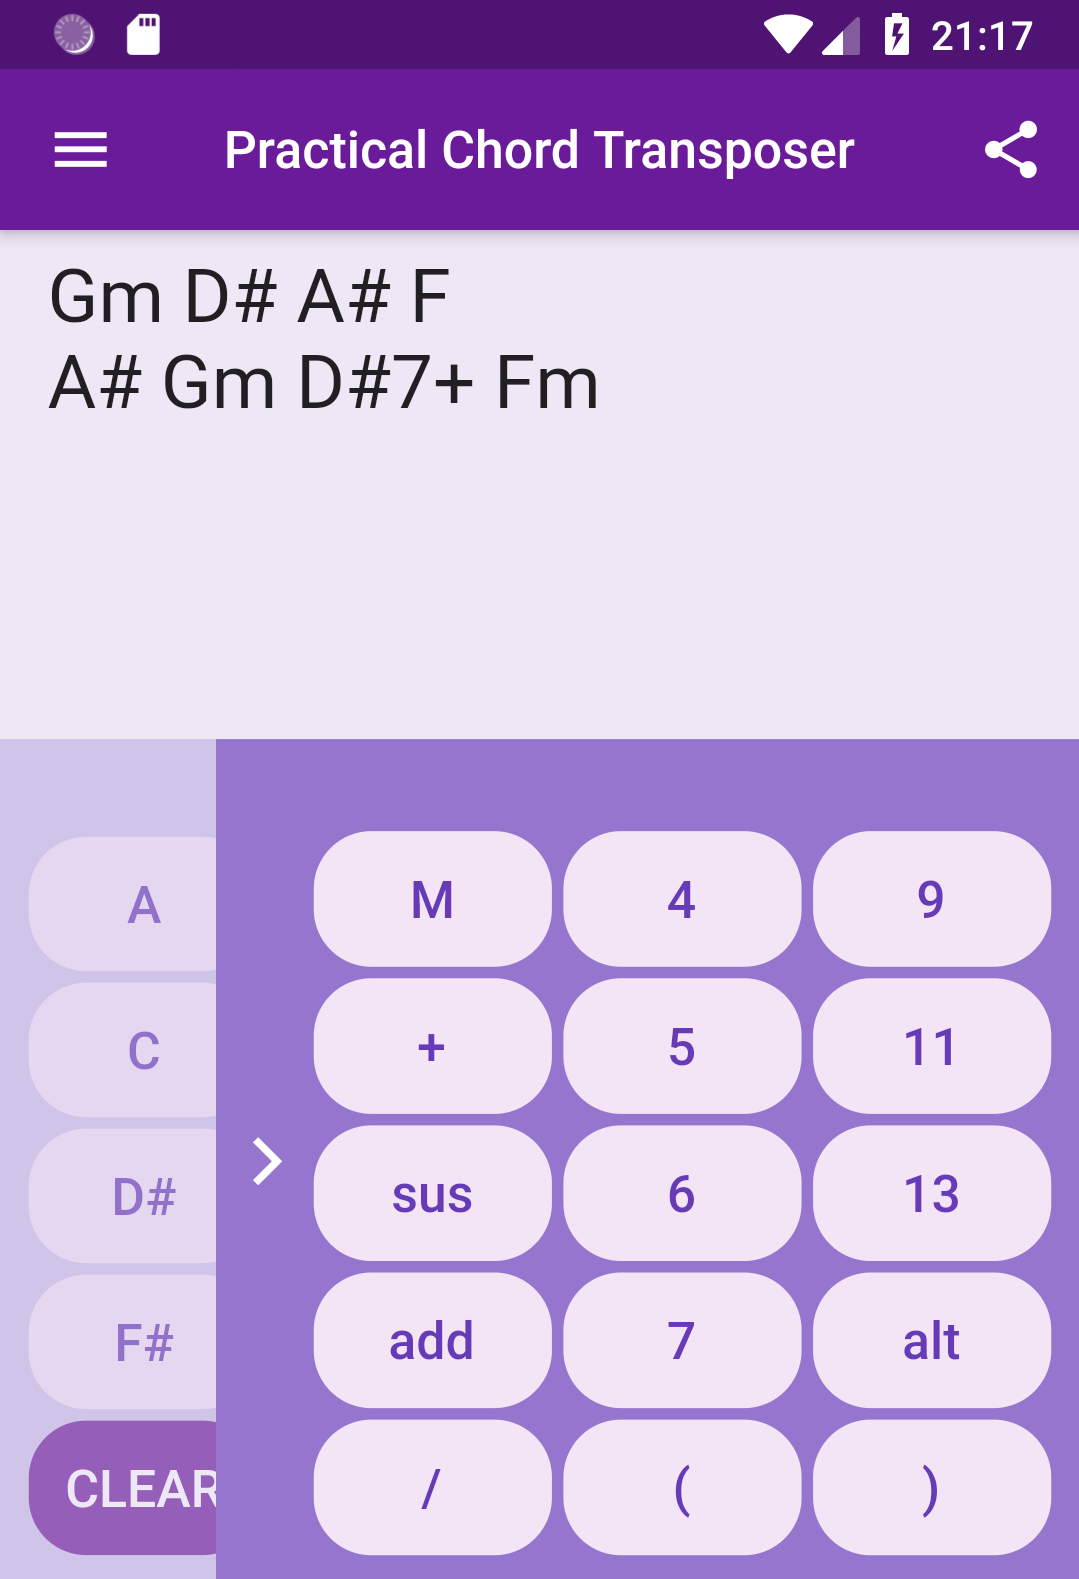 21:17
Practical Chord Transposer
Gm D# A# F
A# Gm D#7+ Fm
A
M 4 9
C
+ 5 11
D#
sus 6 13
F#
add 7 alt
CLEAR
/ ( )